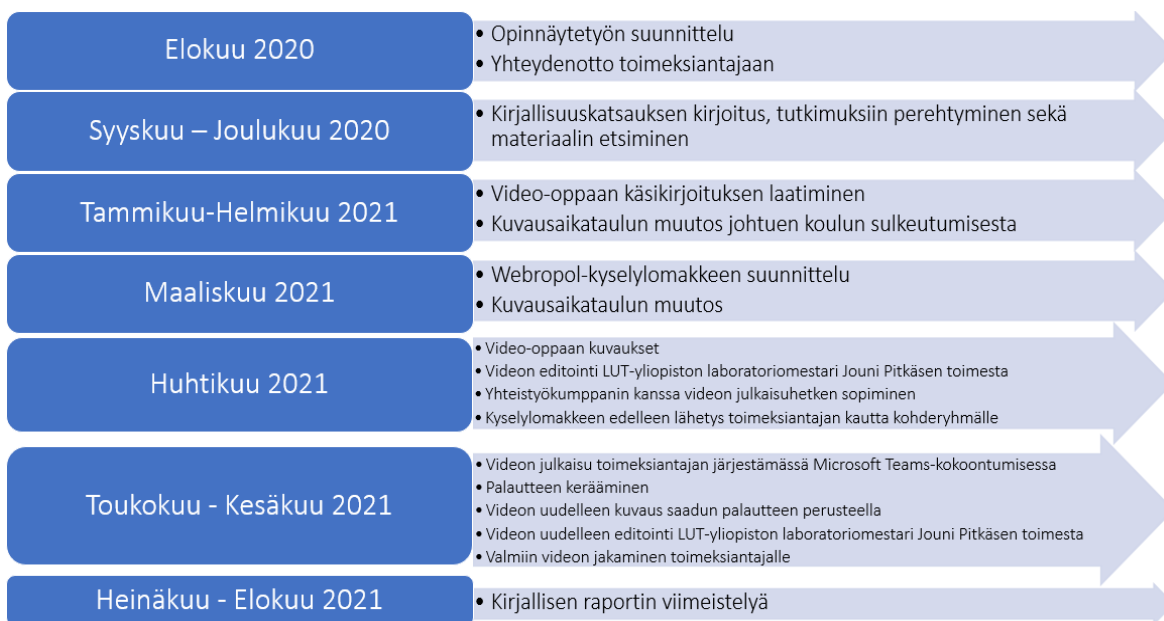 Elokuu 2020
• Opinnäytetyön suunnittelu
• Yhteydenotto toimeksiantajaan
Syyskuu – Joulukuu 2020
• Kirjallisuuskatsauksen kirjoitus, tutkimuksiin perehtyminen sekä
materiaalin etsiminen
Tammikuu-Helmikuu 2021
• Video-oppaan käsikirjoituksen laatiminen
• Kuvausaikataulun muutos johtuen koulun sulkeutumisesta
Maaliskuu 2021
• Webropol-kyselylomakkeen suunnittelu
• Kuvausaikataulun muutos
Huhtikuu 2021
• Video-oppaan kuvaukset
• Videon editointi LUT-yliopiston laboratoriomestari Jouni Pitkäsen toimesta
• Yhteistyökumppanin kanssa videon julkaisuhetken sopiminen
• Kyselylomakkeen edelleen lähetys toimeksiantajan kautta kohderyhmälle
Toukokuu - Kesäkuu 2021
• Videon julkaisu toimeksiantajan järjestämässä Microsoft Teams-kokoontumisessa
• Palautteen kerääminen
• Videon uudelleen kuvaus saadun palautteen perusteella
• Videon uudelleen editointi LUT-yliopiston laboratoriomestari Jouni Pitkäsen toimesta
• Valmiin videon jakaminen toimeksiantajalle
Heinäkuu - Elokuu 2021
• Kirjallisen raportin viimeistelyä